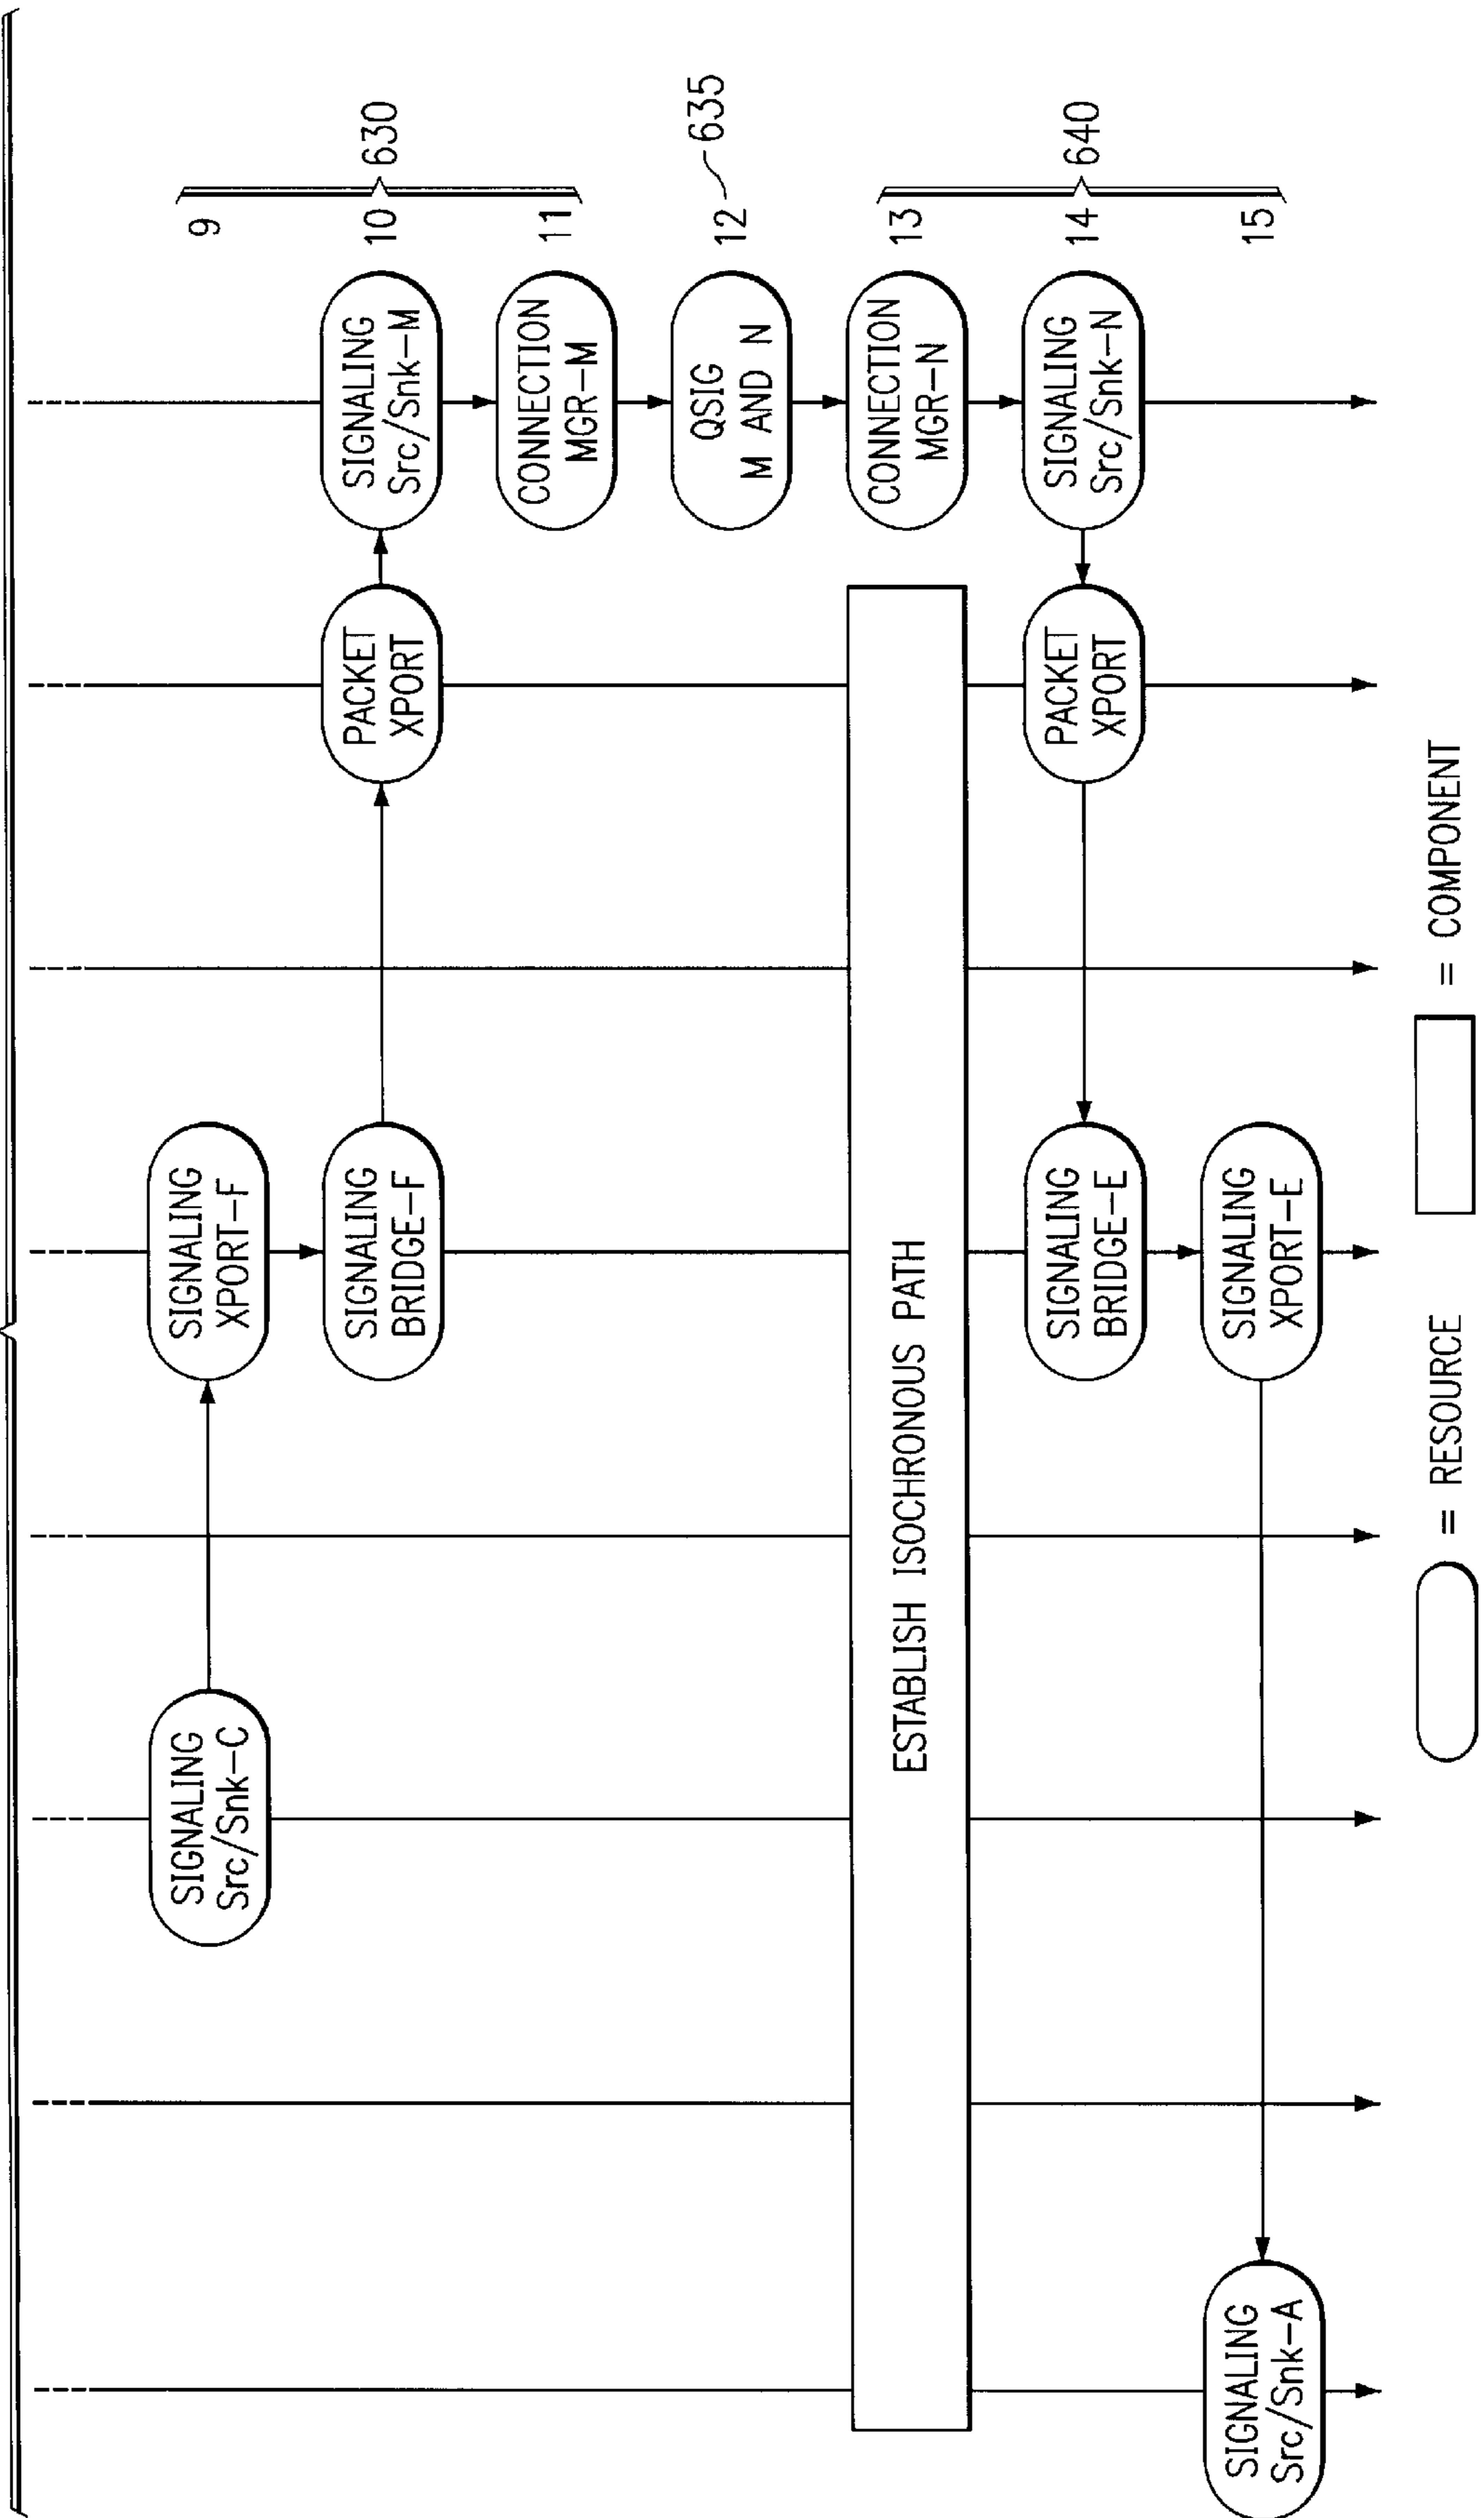 9
SIGNALING
Src/Snk-C
SIGNALING
XPORT-F
10
630
SIGNALING
BRIDGE-F
PACKET
XPORT
SIGNALING
Src/Snk-M
11
CONNECTION
MGR-M
12
635
QSIG
M AND N
13
ESTABLISH ISOCHRONOUS PATH
CONNECTION
MGR-N
14
640
SIGNALING
BRIDGE-E
PACKET
XPORT
SIGNALING
Src/Snk-N
15
SIGNALING
Src/Snk-A
SIGNALING
XPORT-E
= RESOURCE
= COMPONENT